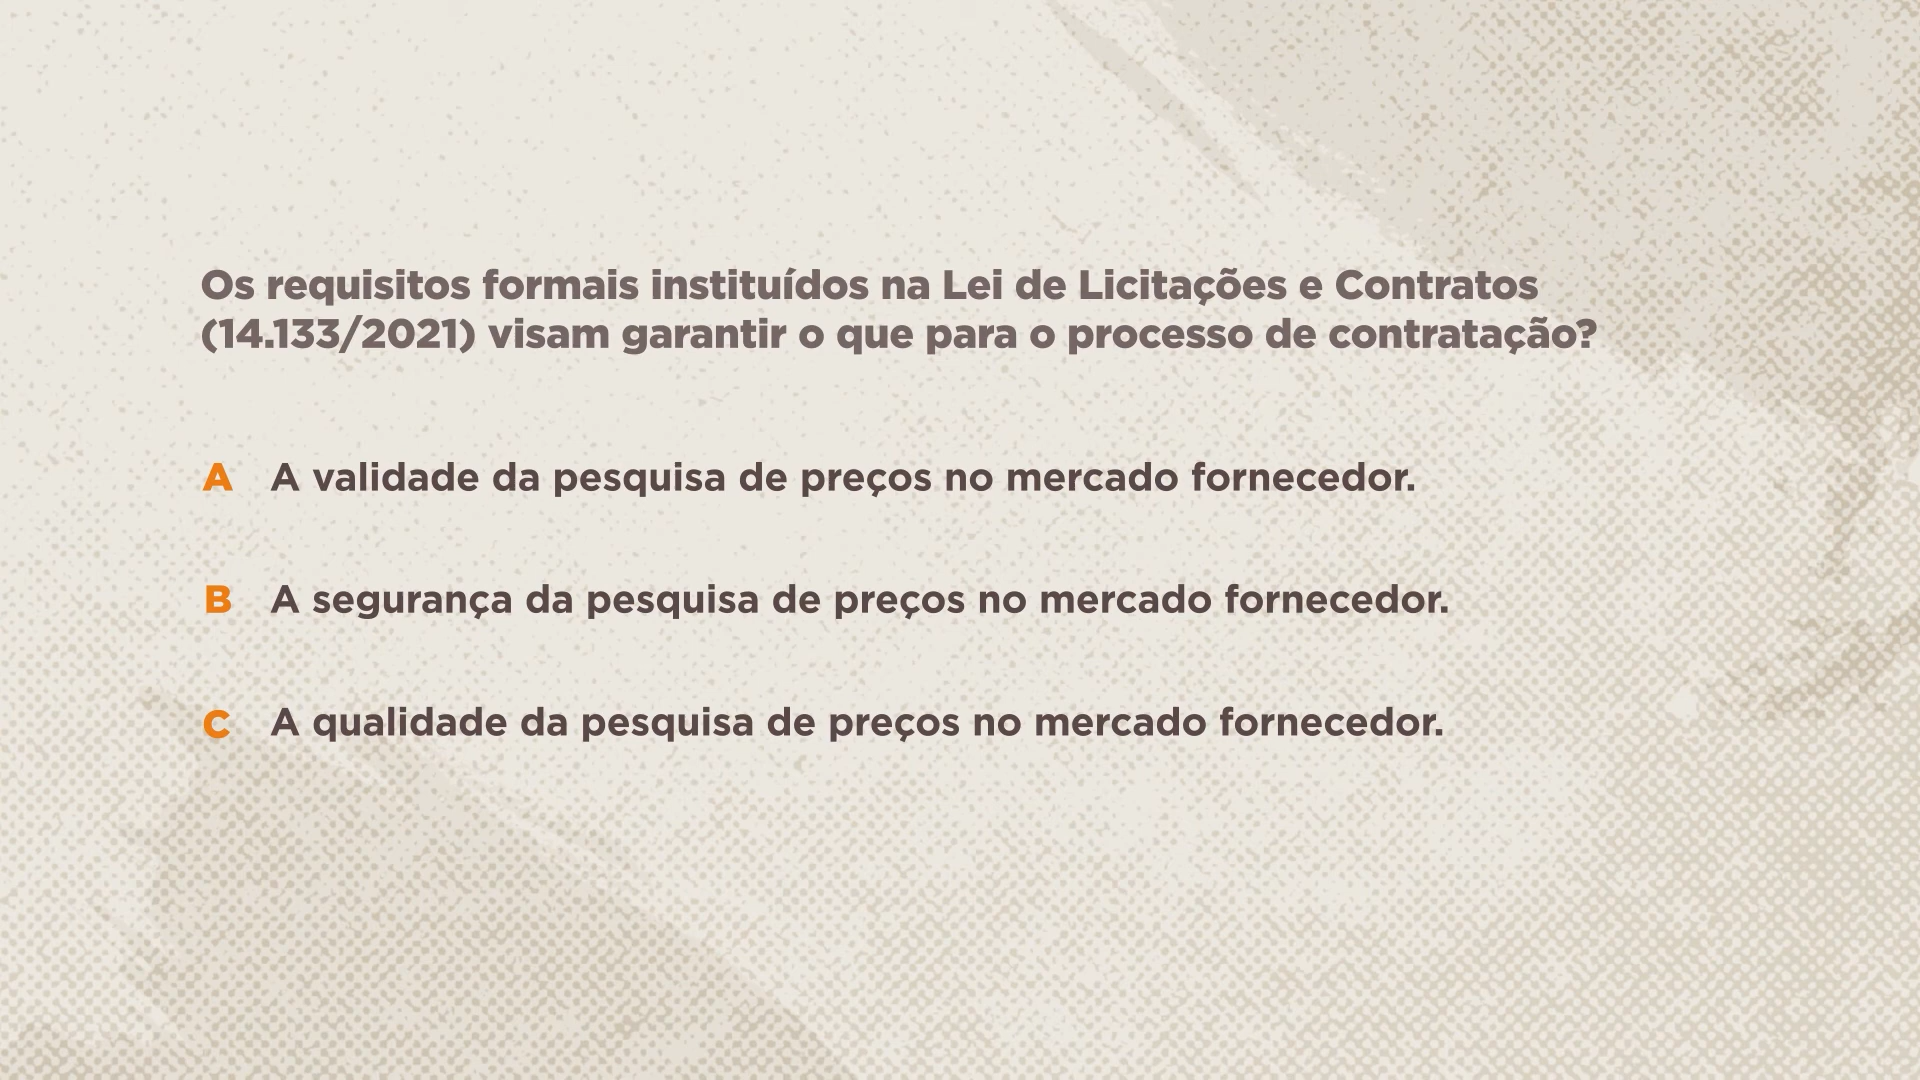 Os requisitos formais instituídos na Lei de Licitações e Contratos
(14.133/2021) visam garantir o que para o processo de contratação?
A A validade da pesquisa de preços no mercado fornecedor.
B A segurança da pesquisa de preços no mercado fornecedor.
C A qualidade da pesquisa de preços no mercado fornecedor.